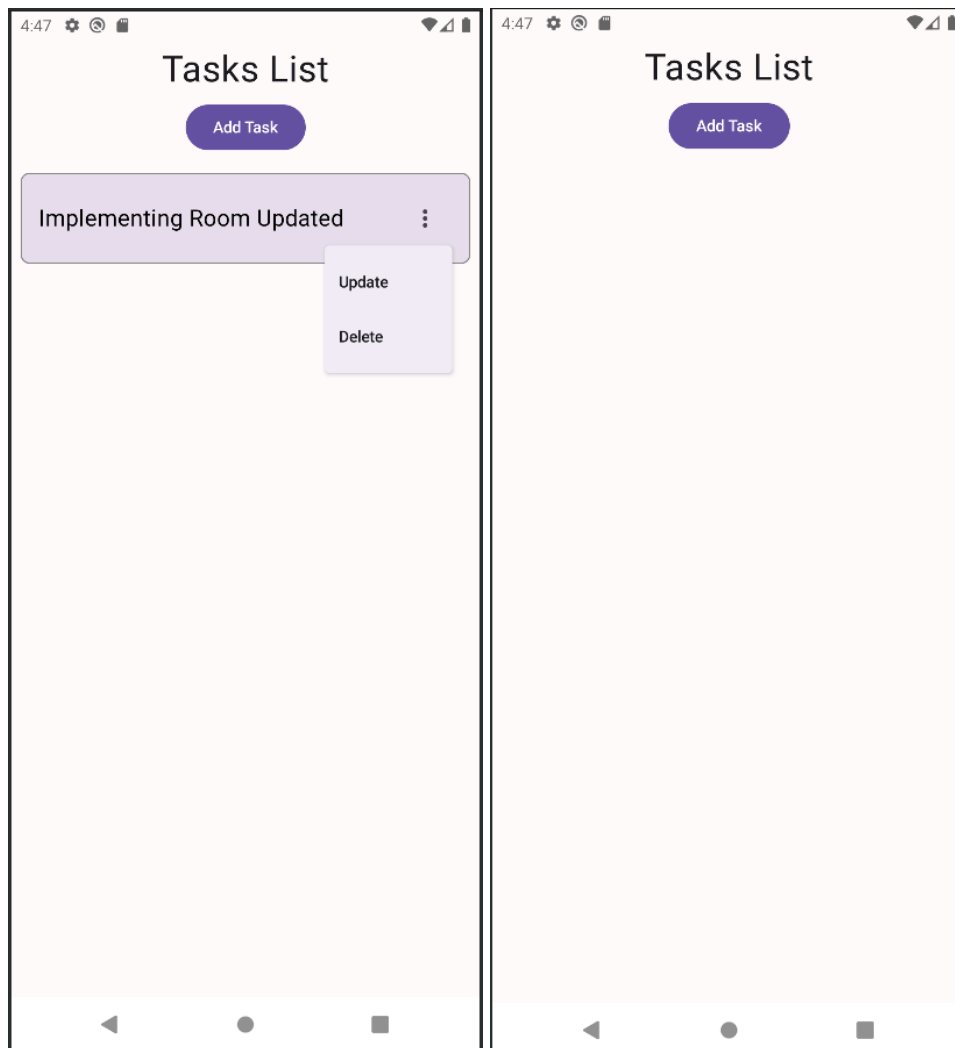 4:47
Tasks List
Add Task
Implementing Room Updated
Update
Delete
4:47
Tasks List
Add Task